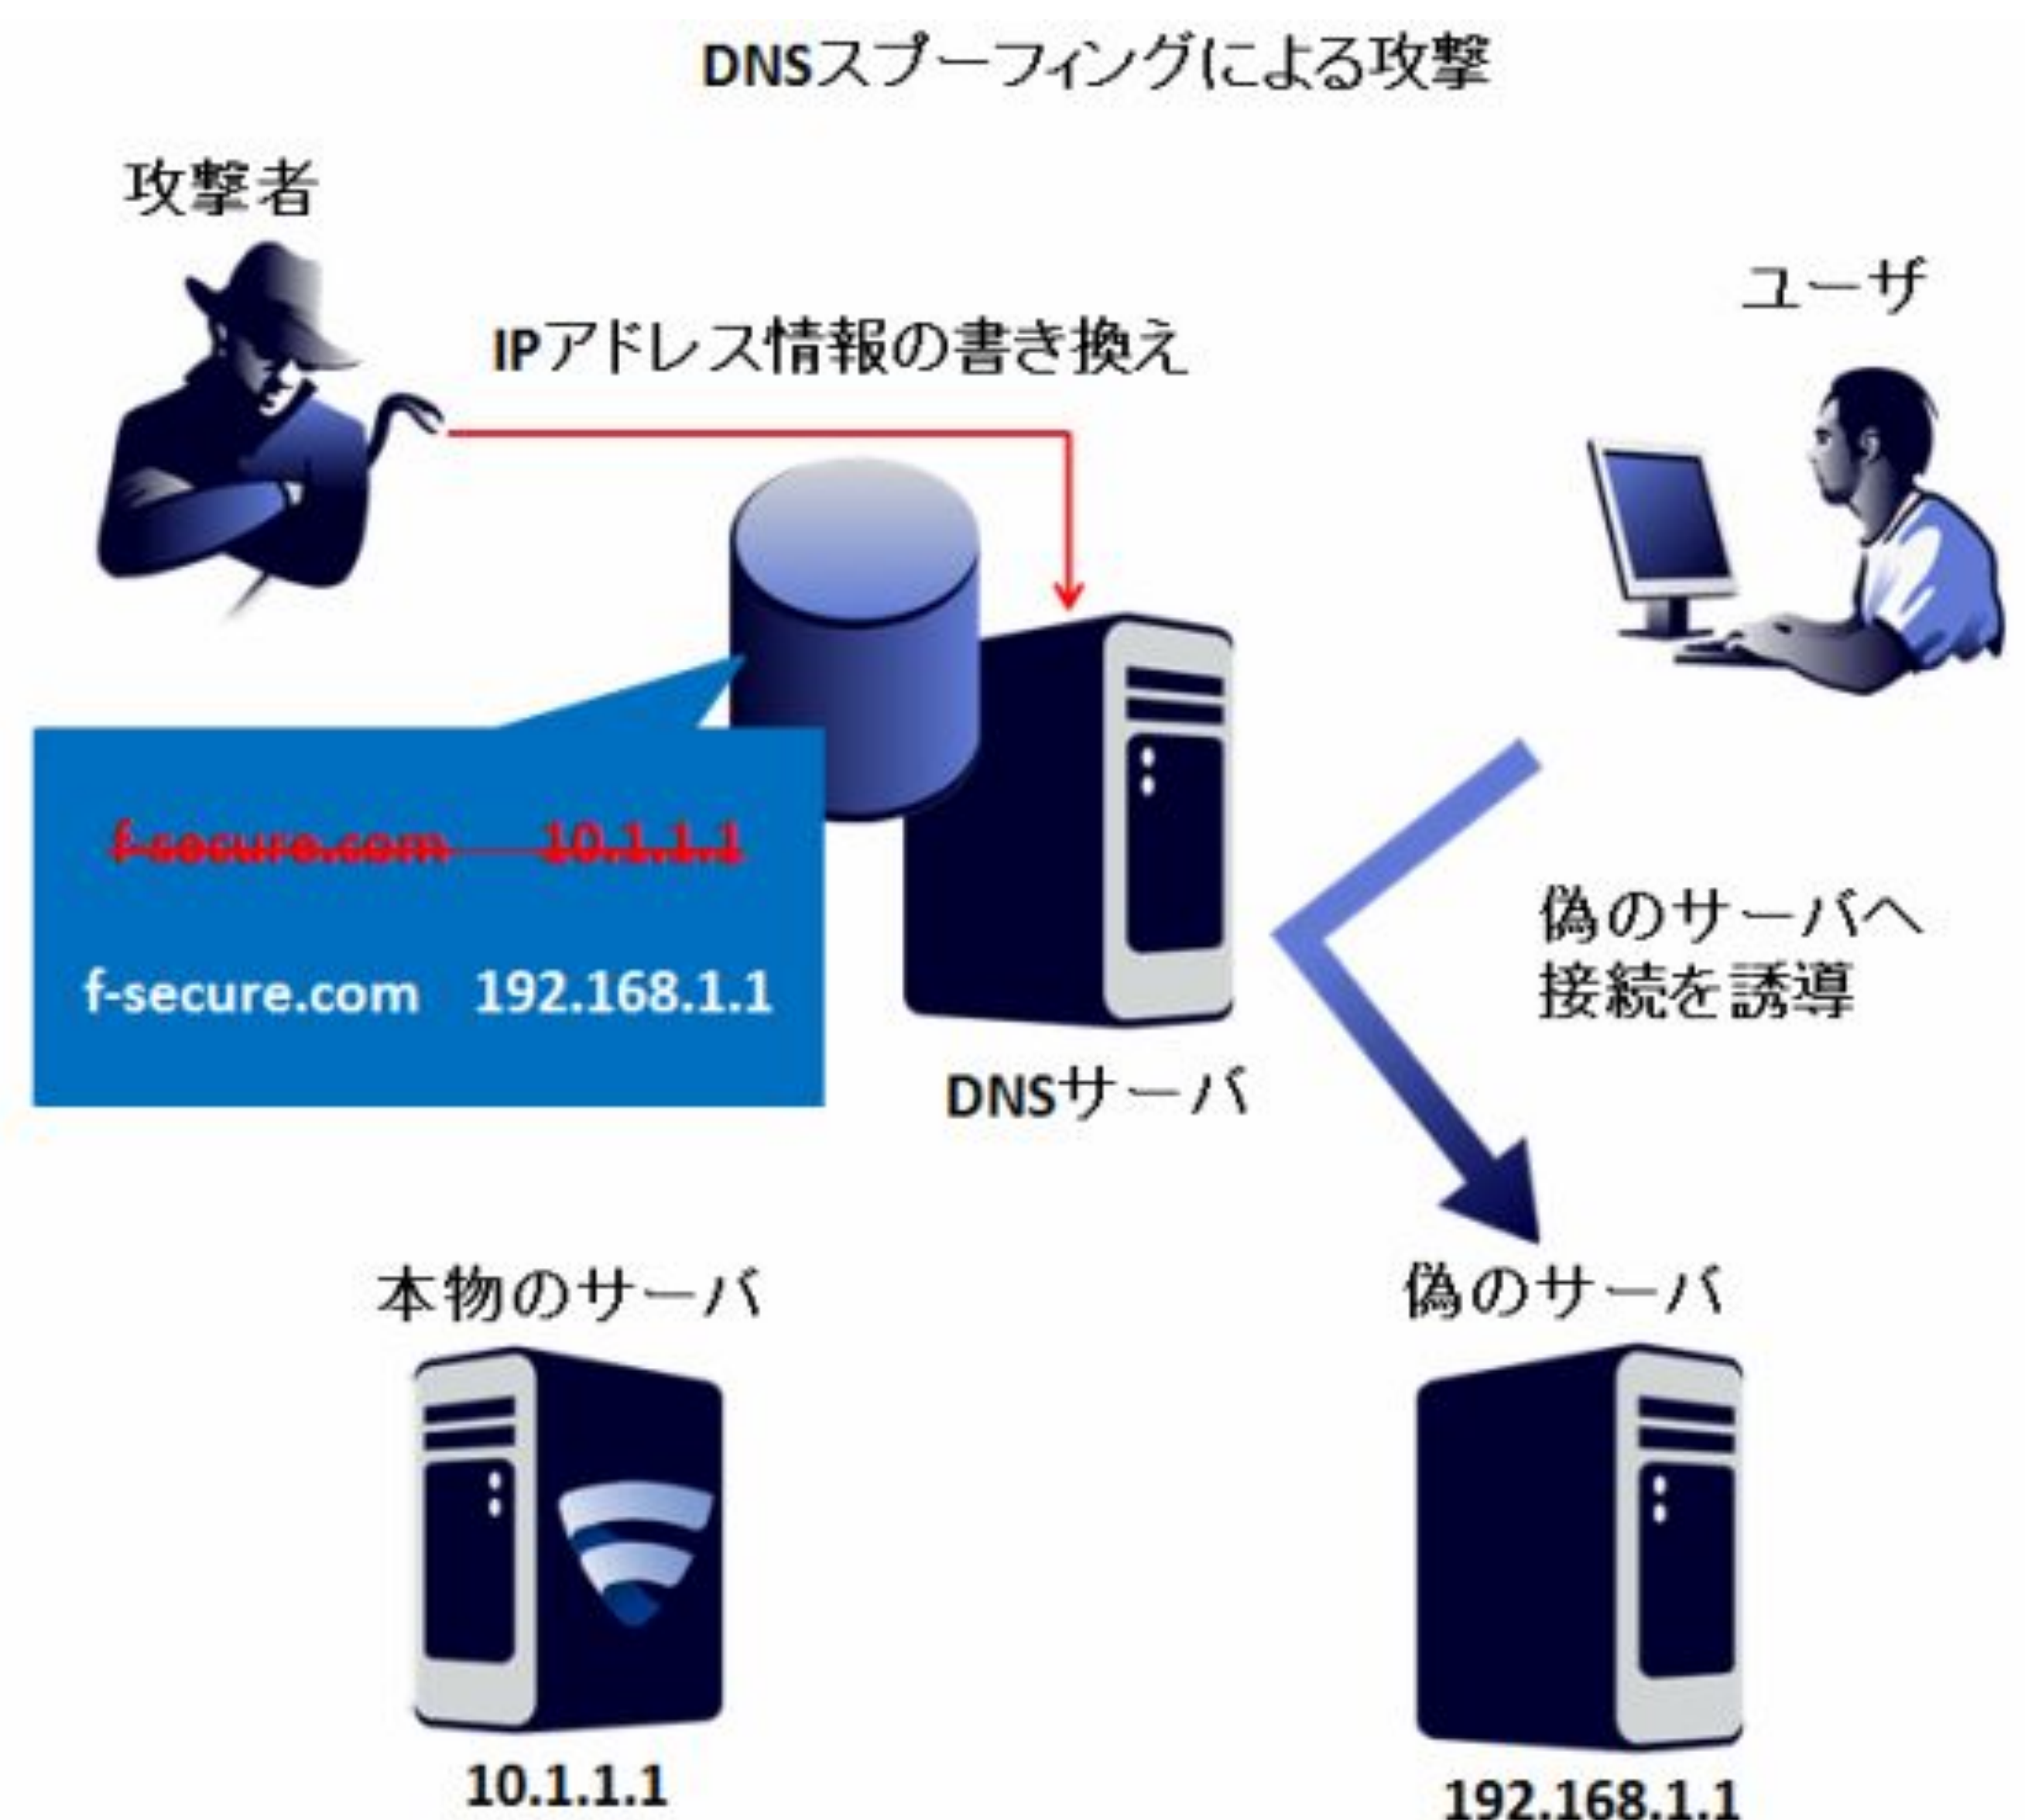 DNSスプーフィングによる攻撃
攻撃者
ユーザ
IPアドレス情報の書き換え
f-secure.com 10.1.1.1
f-secure.com 192.168.1.1
偽のサーバへ
接続を誘導
DNSサーバ
本物のサーバ
偽のサーバ
10.1.1.1
192.168.1.1